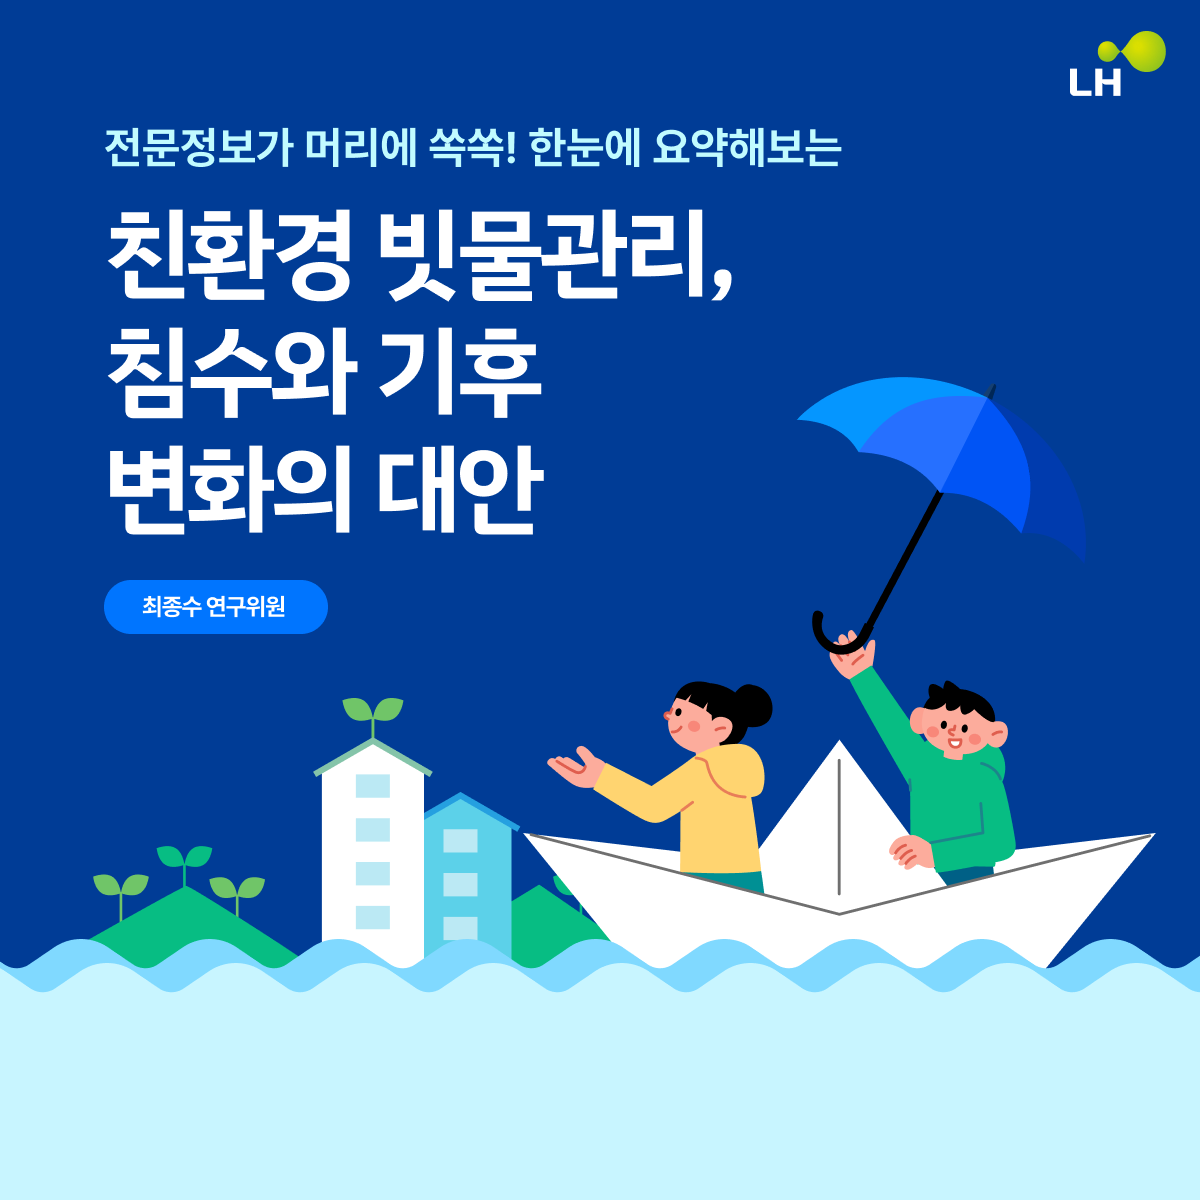 LH
전문정보가 머리에 쏙쏙! 한눈에 요약해보는
친환경 빗물관리,
침수와 기후
변화의 대안
최종수 연구위원